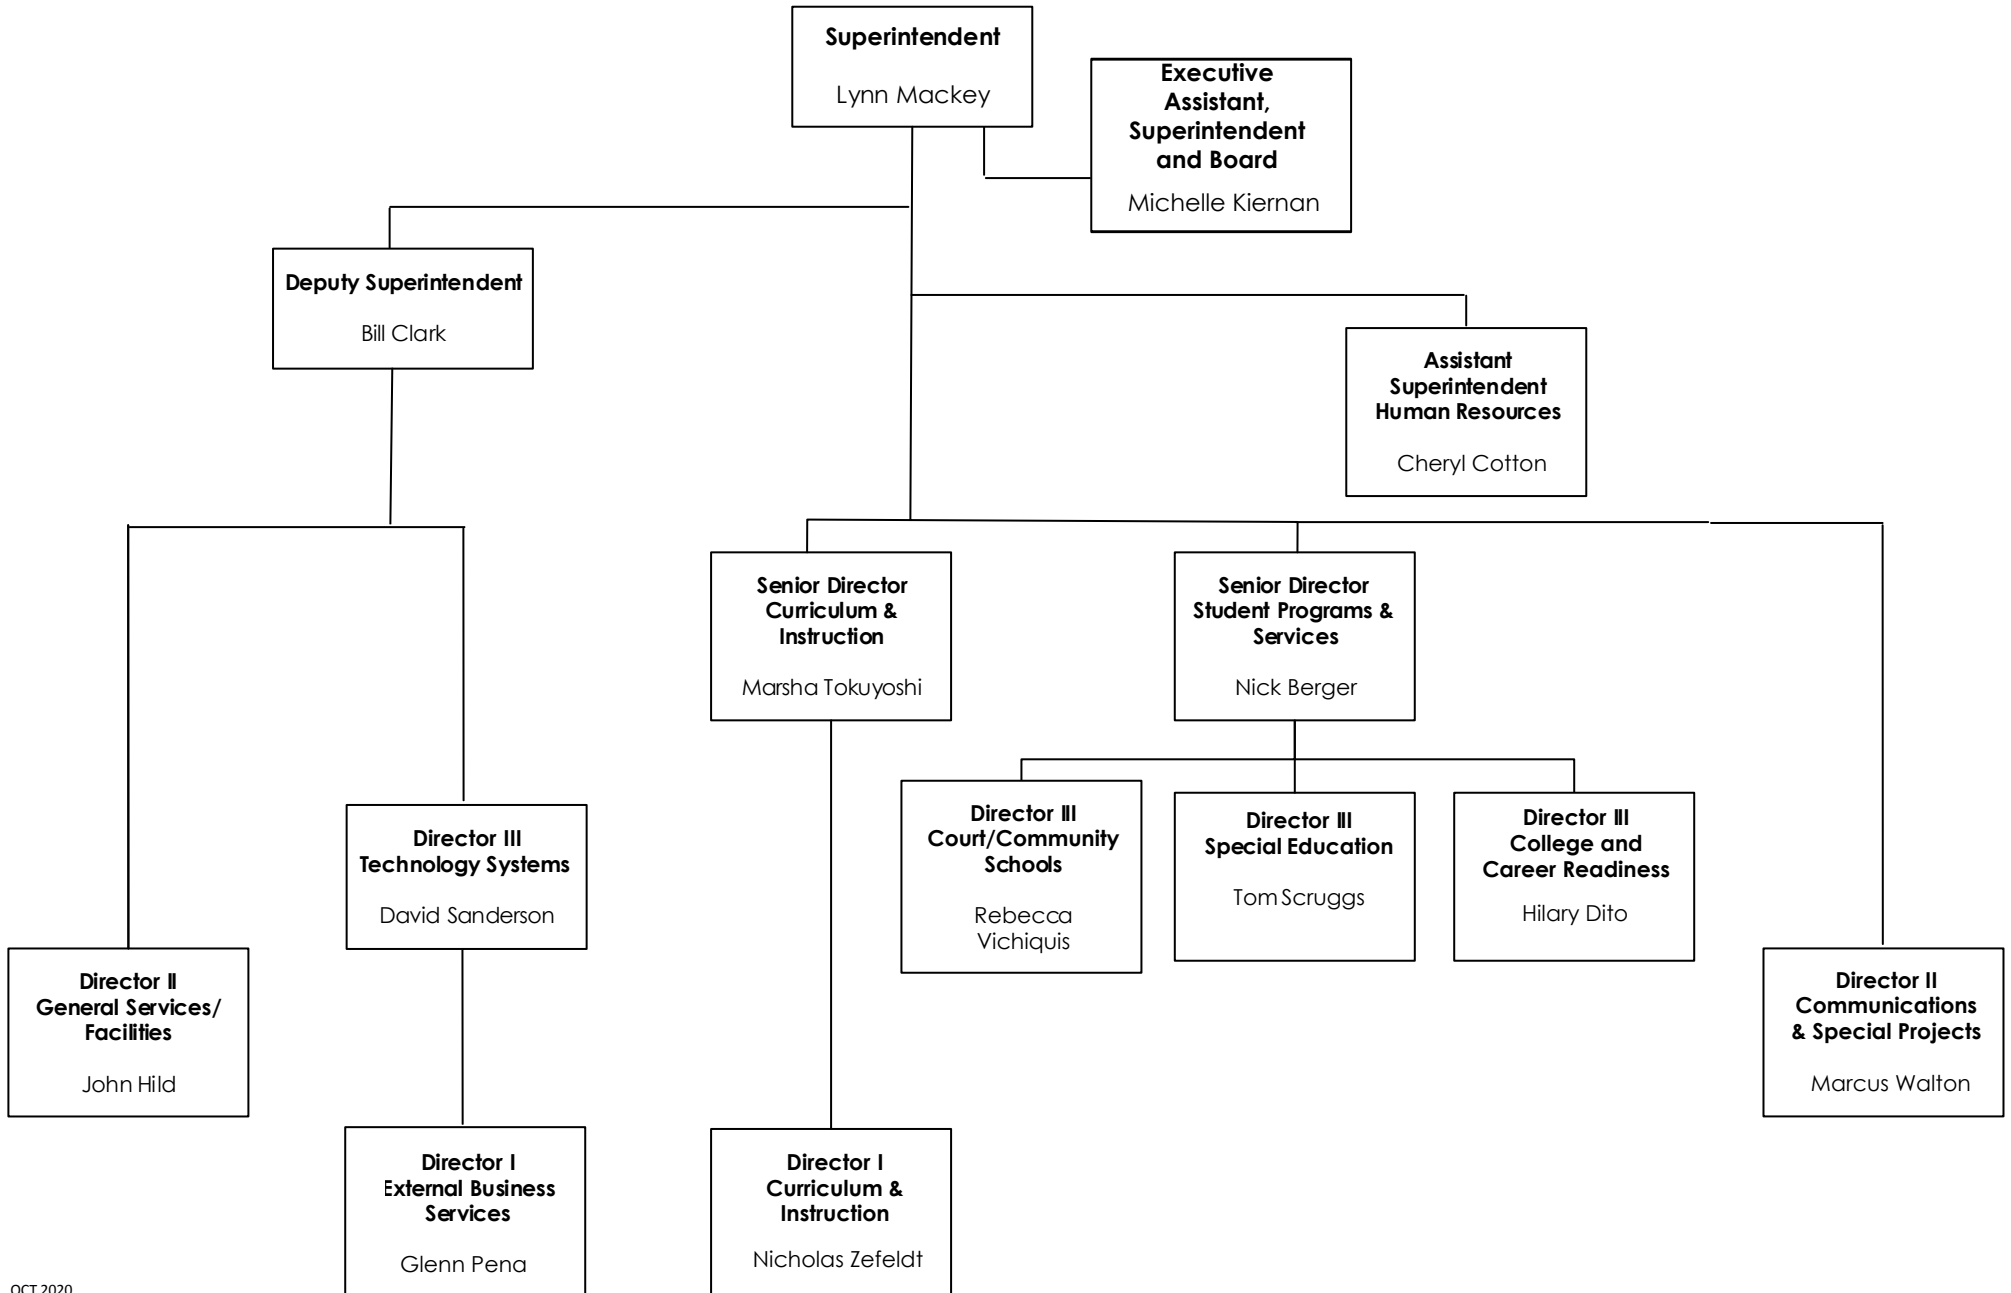 Superintendent
Lynn Mackey
Executive
Assistant,
Superintendent
and Board
Michelle Kiernan
Deputy Superintendent
Bill Clark
Assistant
Superintendent
Human Resources
Cheryl Cotton
Senior Director
Curriculum &
Instruction
Marsha Tokuyoshi
Senior Director
Student Programs &
Services
Nick Berger
Director III
Technology Systems
David Sanderson
Director III
Court/Community
Schools
Rebecca
Vichiquis
Director III
Special Education
Tom Scruggs
Director III
College and
Career Readiness
Hilary Dito
Director II
General Services/
Facilities
John Hild
Director II
Communications
& Special Projects
Marcus Walton
Director I
External Business
Services
Glenn Pena
Director I
Curriculum &
Instruction
Nicholas Zefeldt
OCT 2020